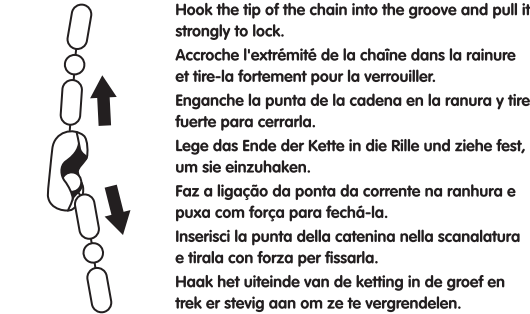 Hook the tip of the chain into the groove and pull it
strongly to lock.
Accroche l'extrémité de la chaîne dans la rainure
et tire-la fortement pour la verrouiller.
Enganche la punta de la cadena en la ranura y tire
fuerte para cerrarla.
Lege das Ende der Kette in die Rille und ziehe fest,
um sie einzuhaken.
Faz a ligação da ponta da corrente na ranhura e
puxa com força para fechá-la.
Inserisci la punta della catenina nella scanalatura
e tirala con forza per fissarla.
Haak het uiteinde van de ketting in de groef en
trek er stevig aan om ze te vergrendelen.